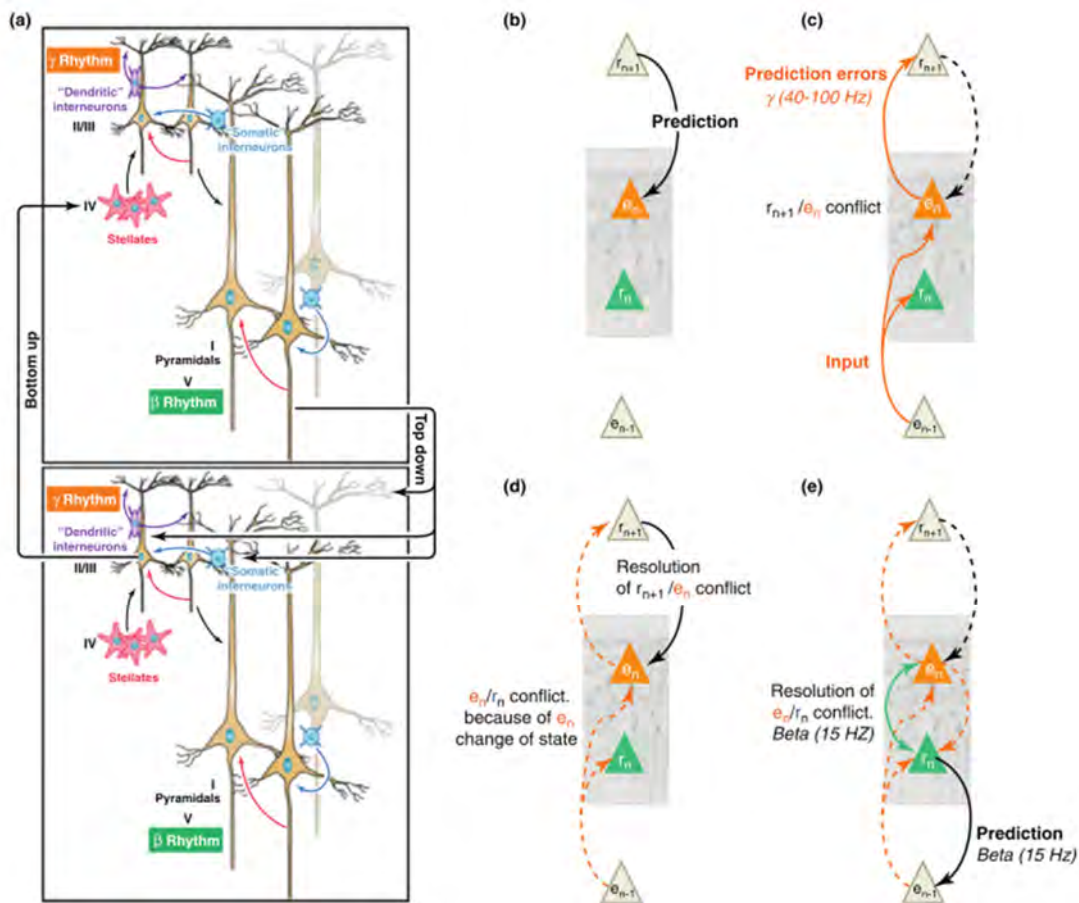 (a)
γ Rhythm
"Dendritic"
interneurons
II/III
Somatic
interneurons
IV
Stellates
I
Pyramidals
V
β Rhythm
Bottom up
Top down
γ Rhythm
"Dendritic"
interneurons
II/III
Somatic
interneurons
IV
Stellates
I
Pyramidals
V
β Rhythm
(b)
rn+1
Prediction
en
rn
en-1
(c)
rn+1
Prediction errors
γ (40-100 Hz)
rn+1/en conflict
en
rn
Input
en-1
(d)
rn+1
Resolution
of rn+1/en conflict
en
en/rn conflict.
because of en
change of state
rn
en-1
(e)
rn+1
en
Resolution of
en/rn conflict.
Beta (15 HZ)
rn
Prediction
Beta (15 Hz)
en-1